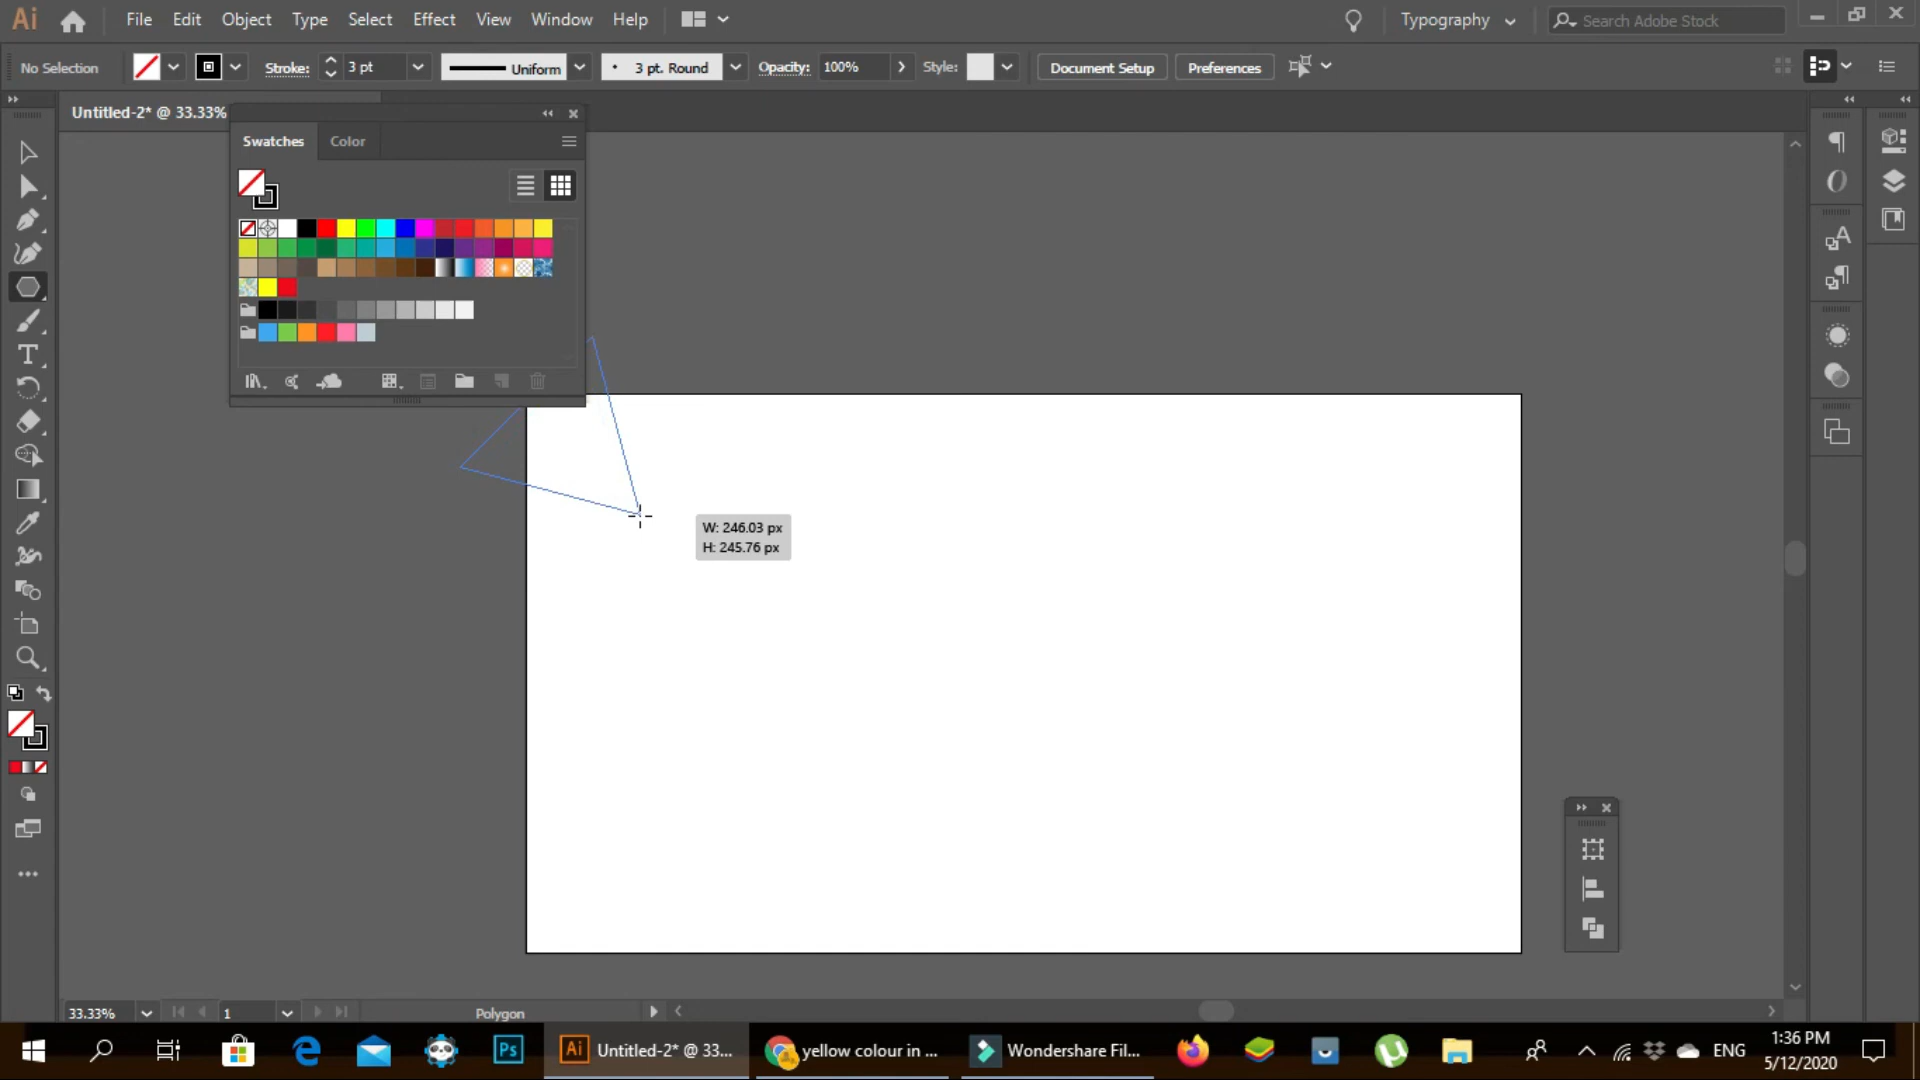 Ai File Edit Object Type Select Effect View Window Help Typography Search Adobe Stock
No Selection Stroke: 3 pt Uniform 3 pt. Round Opacity: 100% Style: Document Setup Preferences
Untitled-2* @ 33.33%
Swatches Color
W: 246.03 px
H: 245.76 px
33.33% 1 Polygon
Ps Ai Untitled-2* @ 33... yellow colour in ... Wondershare Fil... ENG 1:36 PM
5/12/2020